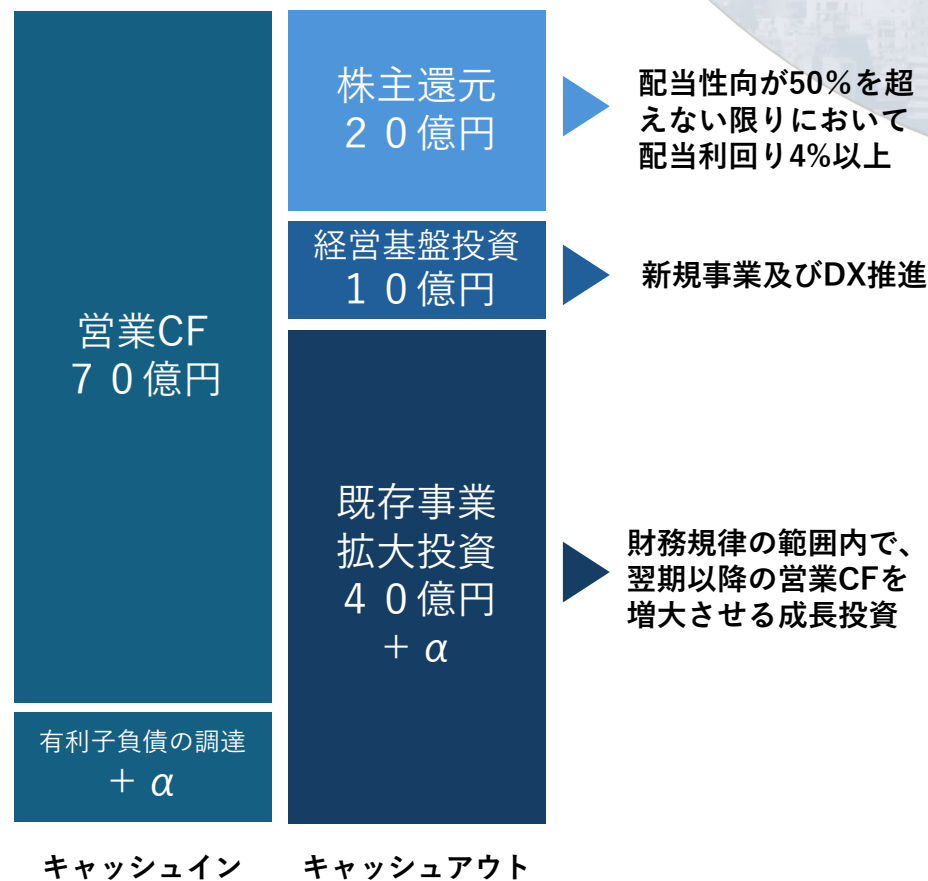 営業CF
７０億円
有利子負債の調達
＋α
キャッシュイン
株主還元
２０億円
経営基盤投資
１０億円
既存事業
拡大投資
４０億円
＋α
キャッシュアウト
配当性向が50％を超
えない限りにおいて
配当利回り4%以上
新規事業及びDX推進
財務規律の範囲内で、
翌期以降の営業CFを
増大させる成長投資